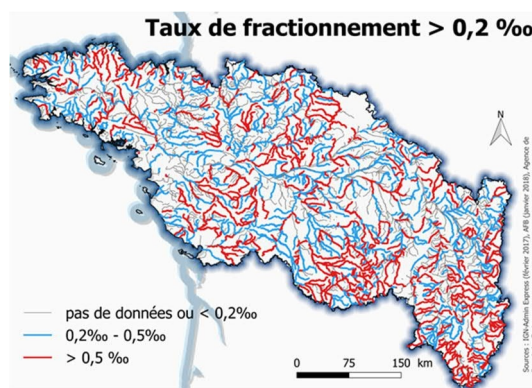 Taux de fractionnement > 0,2 ‰
N
pas de données ou < 0,2‰
0,2‰ - 0,5‰
> 0,5 ‰
0 75 150 km
Sources : IGN-Admin Express (février 2017), AFB (janvier 2018), Agence de